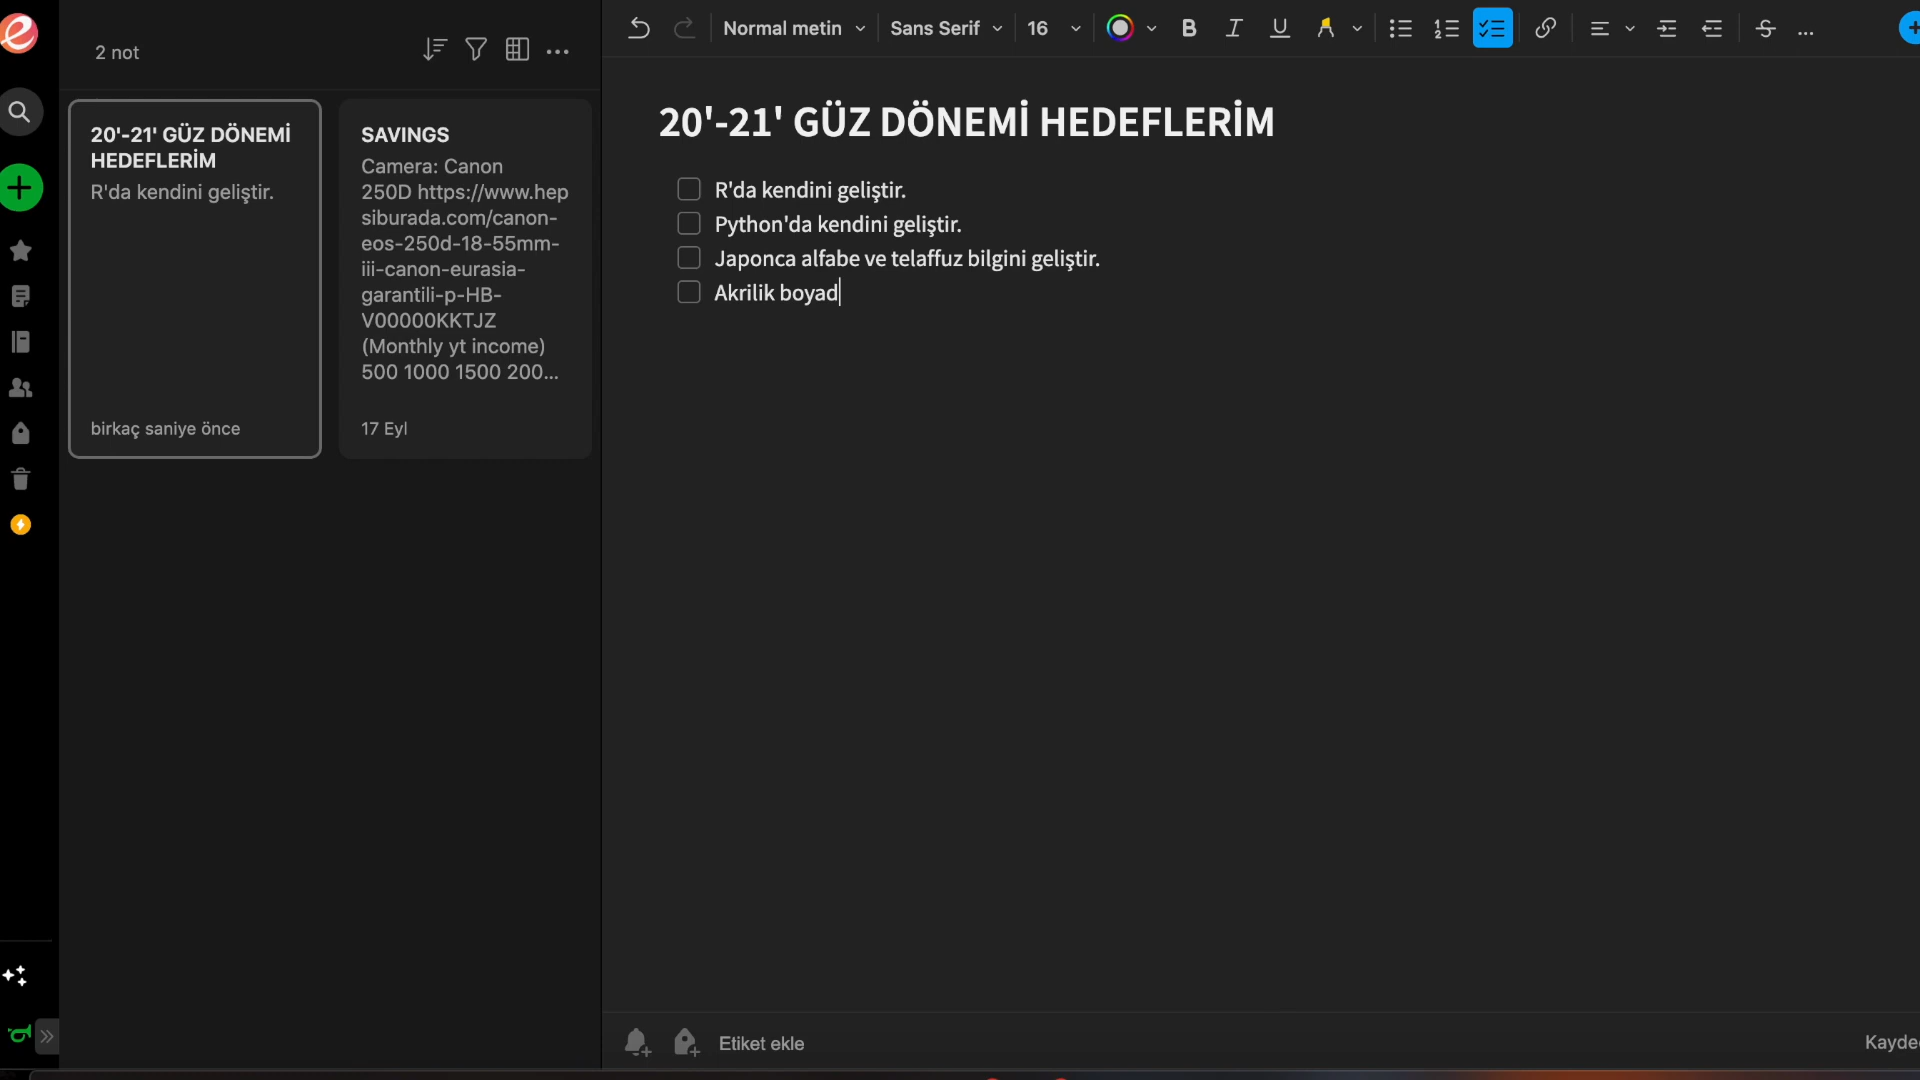 2 not
Normal metin
Sans Serif
16
20'-21' GÜZ DÖNEMİ
HEDEFLERİM
R'da kendini geliştir.
birkaç saniye önce
SAVINGS
Camera: Canon
250D https://www.hep
siburada.com/canon-
eos-250d-18-55mm-
iii-canon-eurasia-
garantili-p-HB-
V00000KKTJZ
(Monthly yt income)
500 1000 1500 200...
17 Eyl
20'-21' GÜZ DÖNEMİ HEDEFLERİM
R'da kendini geliştir.
Python'da kendini geliştir.
Japonca alfabe ve telaffuz bilgini geliştir.
Akrilik boyad
Etiket ekle